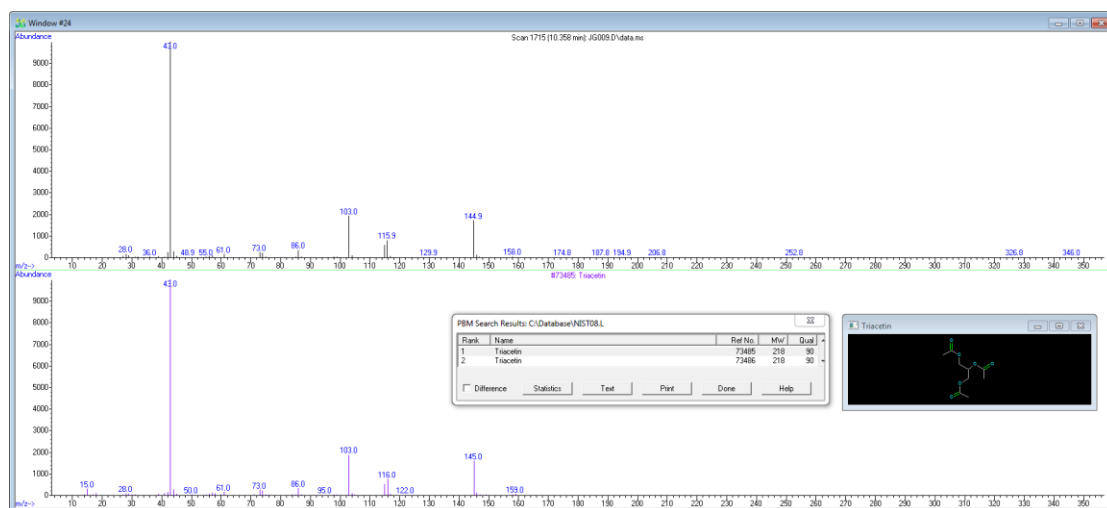 Window #24
Abundance
Scan 1715 (10.358 min): JG009.D\data.ms
43.0
9000
8000
7000
6000
5000
4000
3000
2000
1000
0
28.0 36.0 48.9 55.0 61.0 73.0 86.0 103.0 115.9 129.9 144.9 158.0 174.8 187.8 194.9 206.8 252.8 326.8 346.0
m/z--> 10 20 30 40 50 60 70 80 90 100 110 120 130 140 150 160 170 180 190 200 210 220 230 240 250 260 270 280 290 300 310 320 330 340 350
Abundance
#73485: Triacetin
43.0
9000
8000
7000
6000
5000
4000
3000
2000
1000
0
15.0 28.0 50.0 61.0 73.0 86.0 95.0 103.0 116.0 122.0 145.0 159.0
m/z--> 10 20 30 40 50 60 70 80 90 100 110 120 130 140 150 160 170 180 190 200 210 220 230 240 250 260 270 280 290 300 310 320 330 340 350
PBM Search Results: C:\Database\NIST08.L
Rank Name Ref No. MW Qual
1 Triacetin 73485 218 90
2 Triacetin 73486 218 90
Difference Statistics Text Print Done Help
Triacetin
O
O
O
O
O
O